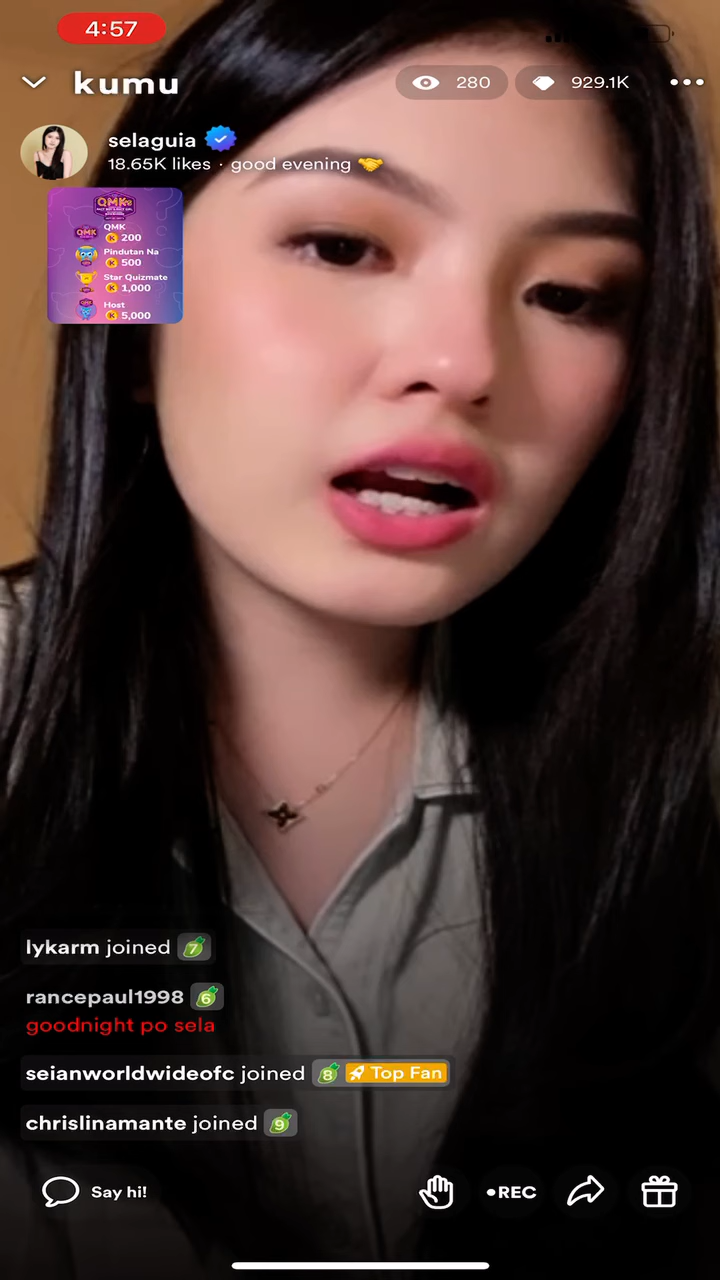 4:57
kumu
280
929.1K
selaguia
18.65K likes · good evening 🤝
QMKs
QMK
QMK
200
Pindutan Na
500
Star Quizmate
1,000
Host
5,000
lykarm joined 7
rancepaul1998 6
goodnight po sela
seianworldwideofc joined 8 Top Fan
chrislinamante joined 9
Say hi!
•REC